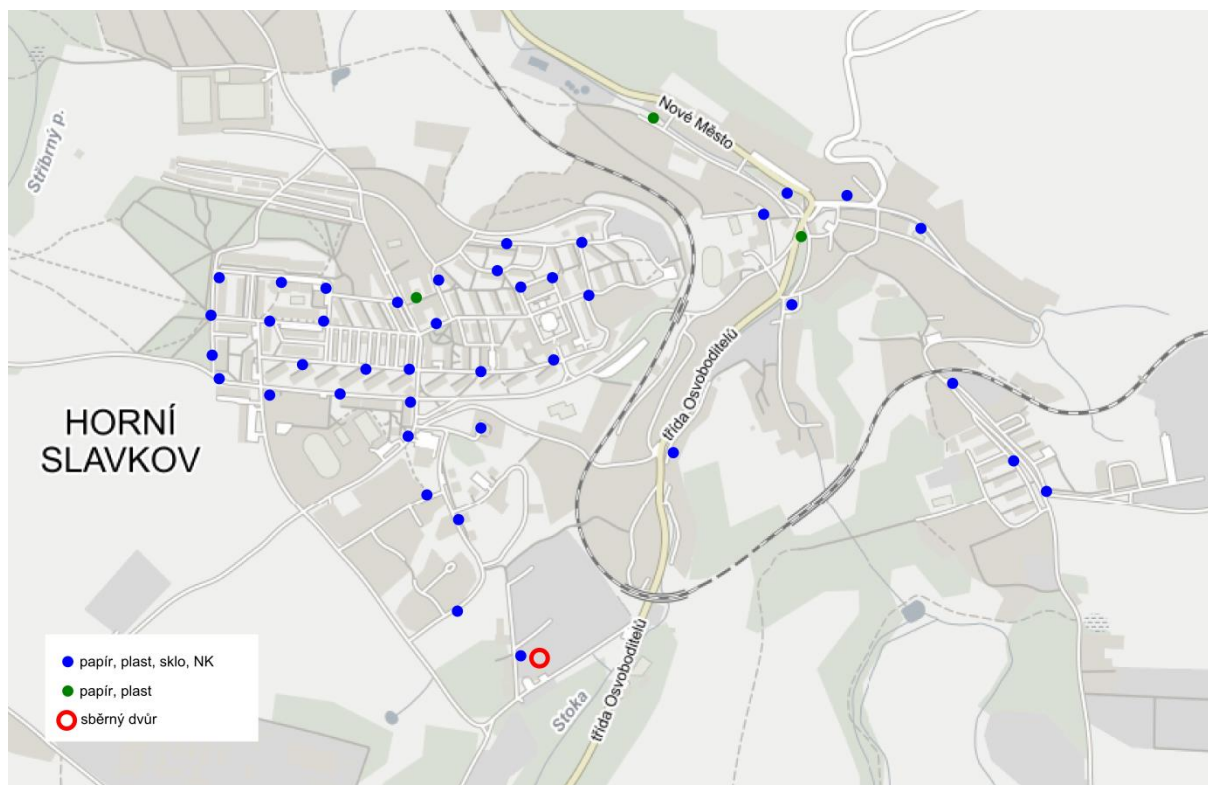 Nové Město
Stříbrný p.
třída Osvoboditelů
HORNÍ
SLAVKOV
třída Osvoboditelů
Stoka
papír, plast, sklo, NK
papír, plast
sběrný dvůr